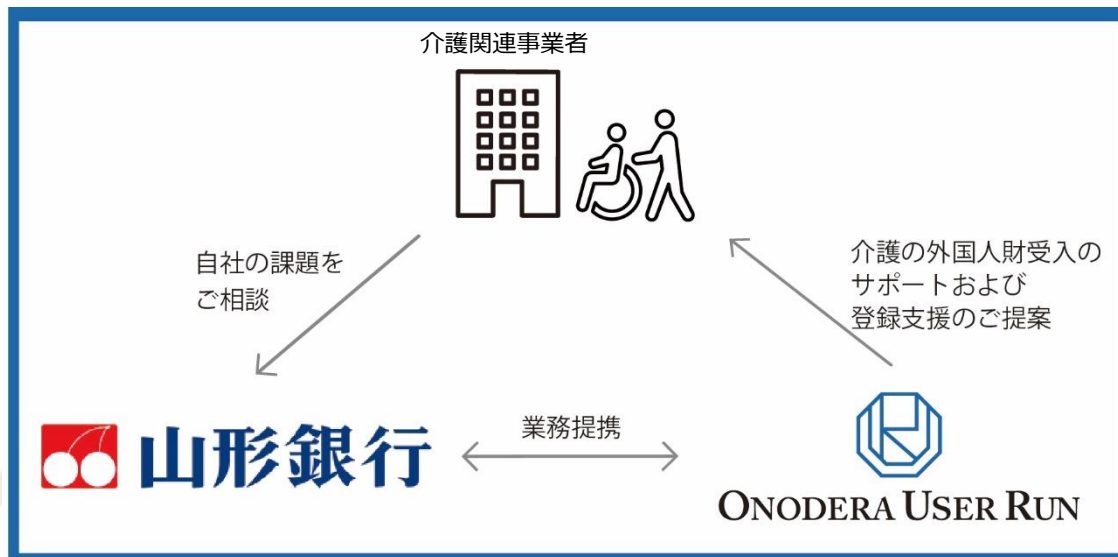 介護関連事業者
自社の課題を
ご相談
介護の外国人財受入の
サポートおよび
登録支援のご提案
業務提携
山形銀行
ONODERA USER RUN